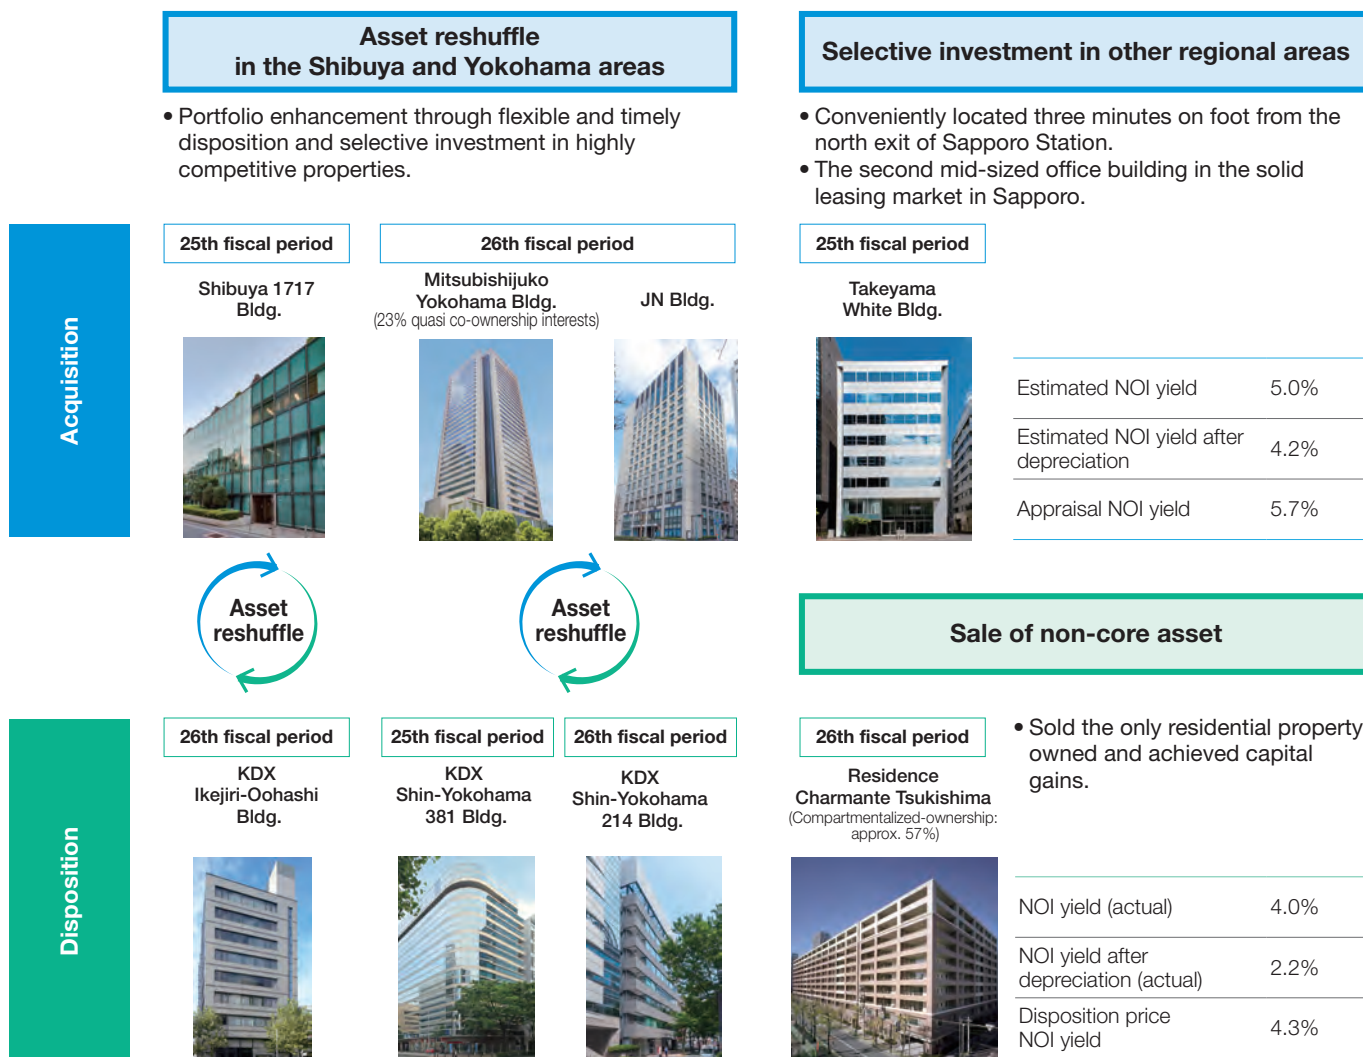 Asset reshuffle
in the Shibuya and Yokohama areas
• Portfolio enhancement through flexible and timely
disposition and selective investment in highly
competitive properties.
Selective investment in other regional areas
• Conveniently located three minutes on foot from the
north exit of Sapporo Station.
• The second mid-sized office building in the solid
leasing market in Sapporo.
Acquisition
25th fiscal period
Shibuya 1717
Bldg.
26th fiscal period
Mitsubishijuko
Yokohama Bldg.
(23% quasi co-ownership interests)
JN Bldg.
25th fiscal period
Takeyama
White Bldg.
Estimated NOI yield 5.0%
Estimated NOI yield after
depreciation 4.2%
Appraisal NOI yield 5.7%
Asset
reshuffle
Asset
reshuffle
Sale of non-core asset
Disposition
26th fiscal period
KDX
Ikejiri-Oohashi
Bldg.
25th fiscal period
KDX
Shin-Yokohama
381 Bldg.
26th fiscal period
KDX
Shin-Yokohama
214 Bldg.
26th fiscal period
Residence
Charmante Tsukishima
(Compartmentalized-ownership:
approx. 57%)
• Sold the only residential property
owned and achieved capital
gains.
NOI yield (actual) 4.0%
NOI yield after
depreciation (actual) 2.2%
Disposition price
NOI yield 4.3%